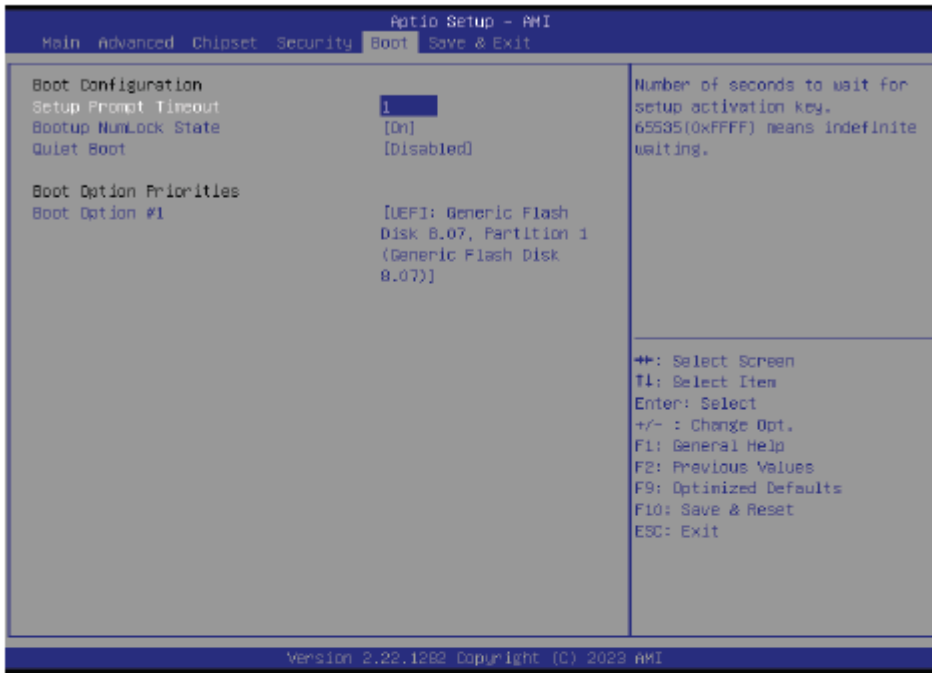 Aptio Setup – AMI
Main Advanced Chipset Security Boot Save & Exit
Boot Configuration
Setup Prompt Timeout 1
Bootup NumLock State [On]
Quiet Boot [Disabled]
Boot Option Priorities
Boot Option #1 [UEFI: Generic Flash
Disk 8.07, Partition 1
(Generic Flash Disk
8.07)]
Number of seconds to wait for
setup activation key.
65535(0xFFFF) means indefinite
waiting.
→←: Select Screen
↑↓: Select Item
Enter: Select
+/- : Change Opt.
F1: General Help
F2: Previous Values
F9: Optimized Defaults
F10: Save & Reset
ESC: Exit
Version 2.22.1282 Copyright (C) 2023 AMI